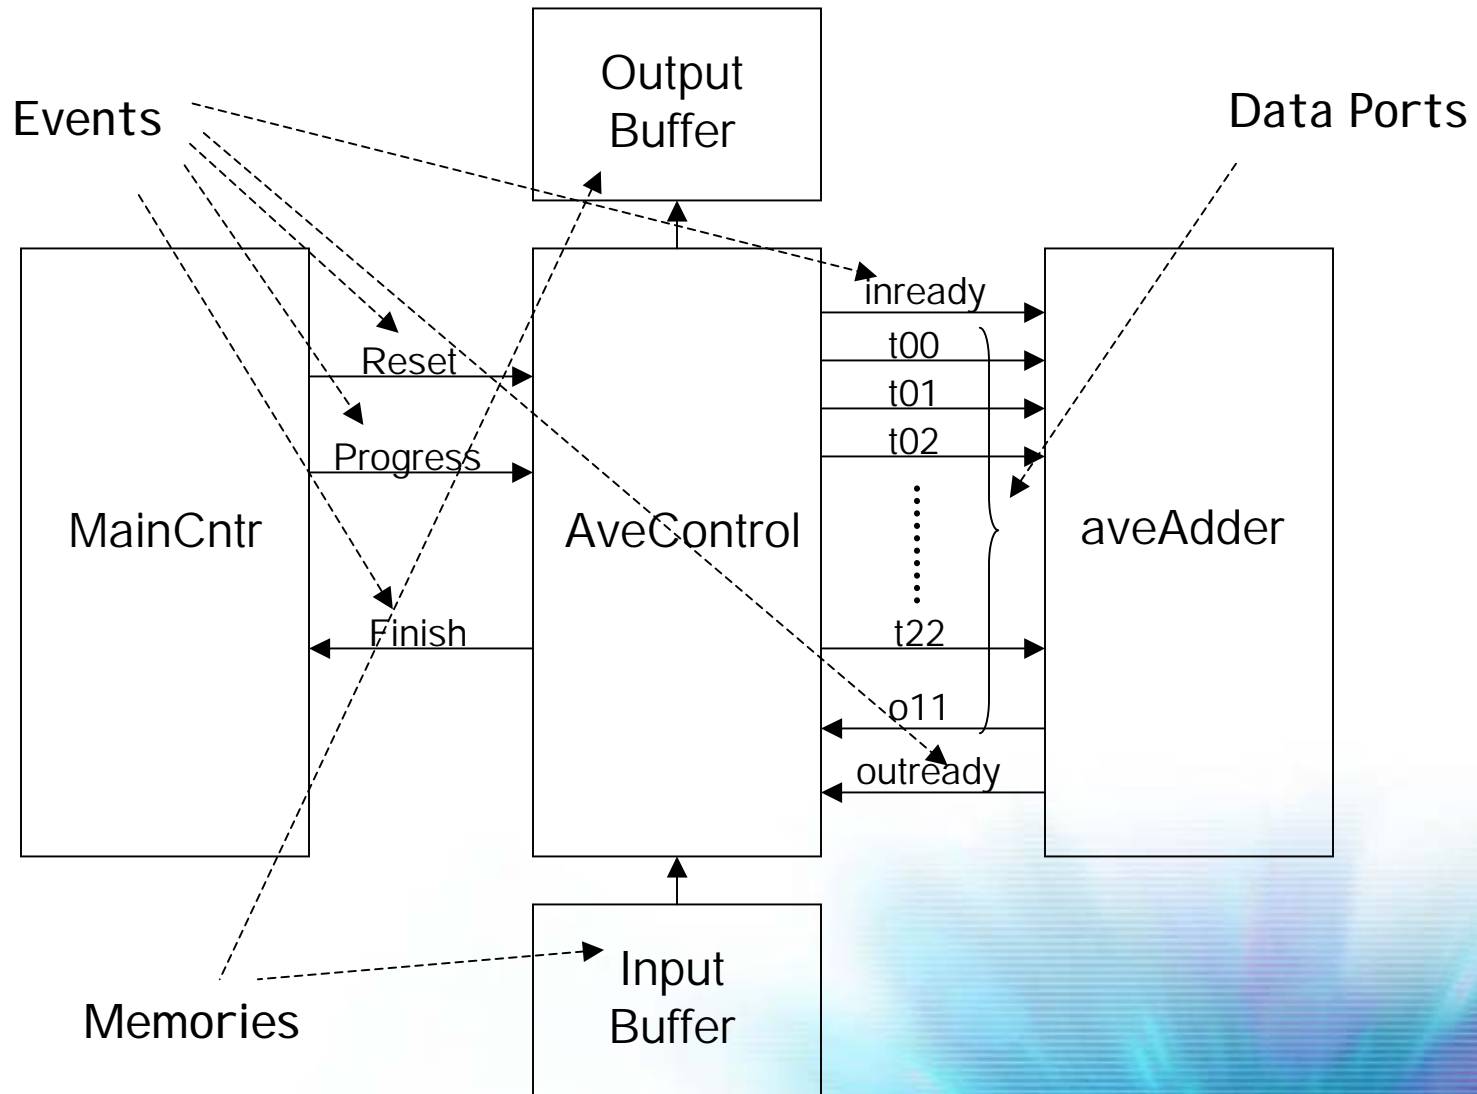 Output
Buffer
Events
Data Ports
inready
t00
Reset
t01
t02
Progress
MainCntr
AveControl
aveAdder
Finish
t22
o11
outready
Input
Buffer
Memories